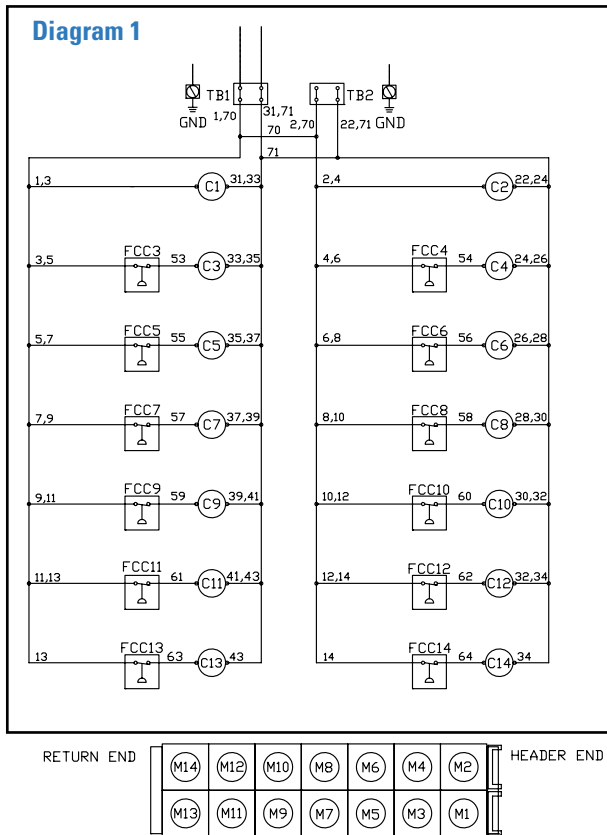 Diagram 1
TB1 TB2
GND 1,70 31,71 2,70 22,71 GND
70
71
1,3 C1 31,33 2,4 C2 22,24
FCC3 FCC4
3,5 53 C3 33,35 4,6 54 C4 24,26
FCC5 FCC6
5,7 55 C5 35,37 6,8 56 C6 26,28
FCC7 FCC8
7,9 57 C7 37,39 8,10 58 C8 28,30
FCC9 FCC10
9,11 59 C9 39,41 10,12 60 C10 30,32
FCC11 FCC12
11,13 61 C11 41,43 12,14 62 C12 32,34
FCC13 FCC14
13 63 C13 43 14 64 C14 34
RETURN END M14 M12 M10 M8 M6 M4 M2 HEADER END
M13 M11 M9 M7 M5 M3 M1